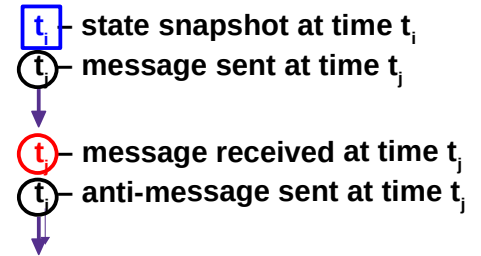 tᵢ – state snapshot at time tᵢ
tⱼ – message sent at time tⱼ
tⱼ – message received at time tⱼ
tⱼ – anti-message sent at time tⱼ